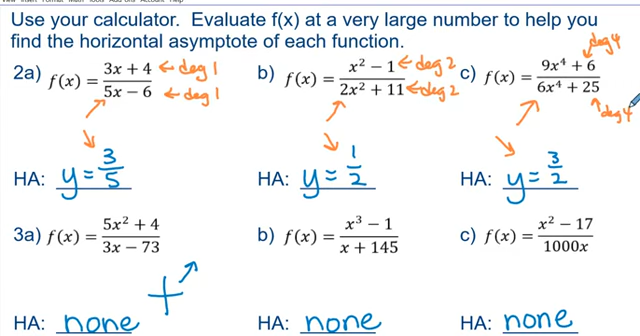 Use your calculator. Evaluate f(x) at a very large number to help you
find the horizontal asymptote of each function.
2a) f(x) = (3x + 4)/(5x − 6) ← deg 1 ← deg 1
b) f(x) = (x² − 1)/(2x² + 11) ← deg 2 ← deg 2
c) f(x) = (9x⁴ + 6)/(6x⁴ + 25) deg 4 deg 4
HA: y = 3/5
HA: y = 1/2
HA: y = 3/2
3a) f(x) = (5x² + 4)/(3x − 73)
b) f(x) = (x³ − 1)/(x + 145)
c) f(x) = (x² − 17)/(1000x)
HA: none
HA: none
HA: none